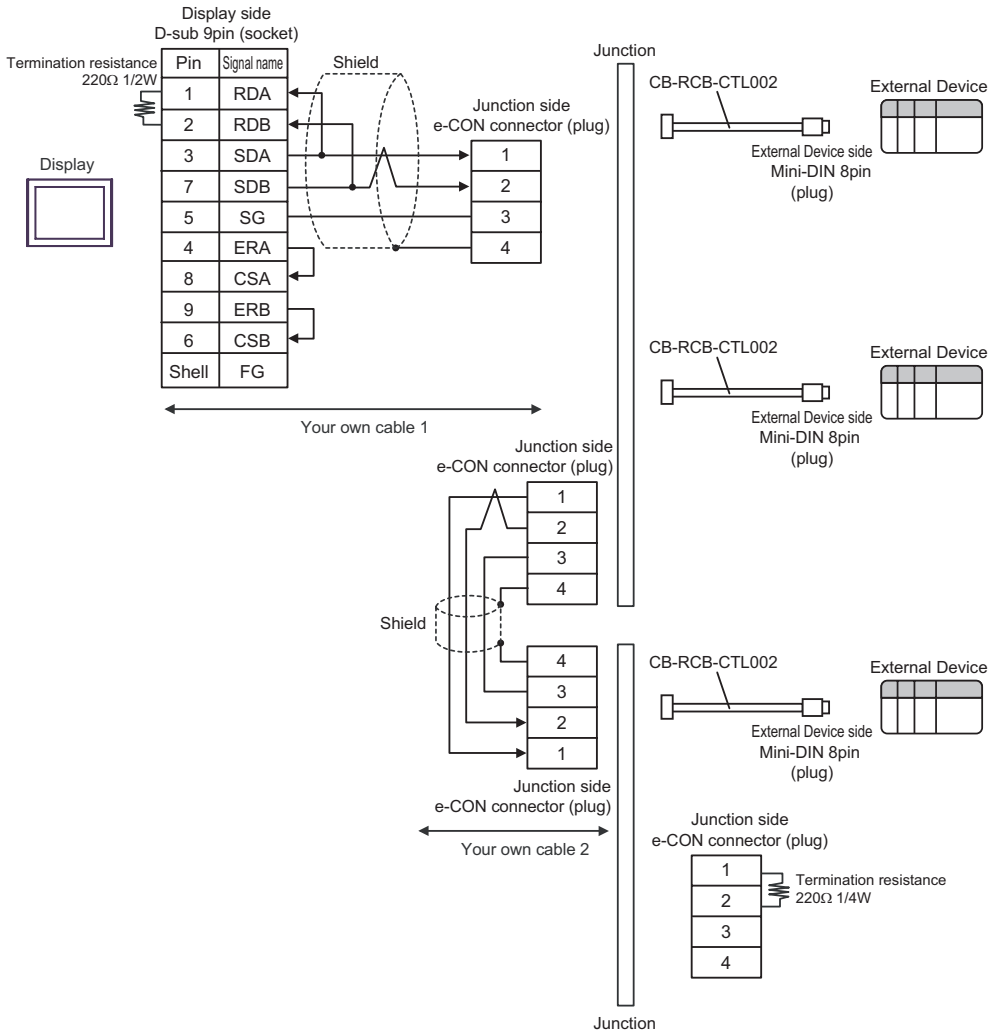 Display side
D-sub 9pin (socket)
Termination resistance
220Ω 1/2W
Pin Signal name
1 RDA
2 RDB
3 SDA
7 SDB
5 SG
4 ERA
8 CSA
9 ERB
6 CSB
Shell FG
Shield
Display
Junction side
e-CON connector (plug)
1
2
3
4
Your own cable 1
Junction
CB-RCB-CTL002
External Device
External Device side
Mini-DIN 8pin
(plug)
CB-RCB-CTL002
External Device
External Device side
Mini-DIN 8pin
(plug)
Junction side
e-CON connector (plug)
1
2
3
4
Shield
4
3
2
1
Junction side
e-CON connector (plug)
Your own cable 2
CB-RCB-CTL002
External Device
External Device side
Mini-DIN 8pin
(plug)
Junction side
e-CON connector (plug)
1
2
3
4
Termination resistance
220Ω 1/4W
Junction